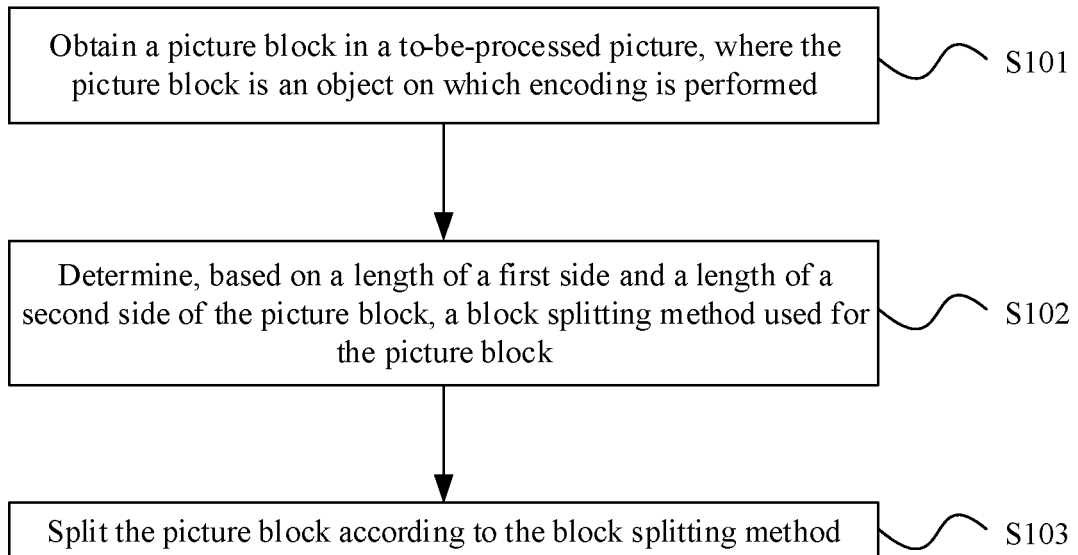 Obtain a picture block in a to-be-processed picture, where the
picture block is an object on which encoding is performed
S101
Determine, based on a length of a first side and a length of a
second side of the picture block, a block splitting method used for
the picture block
S102
Split the picture block according to the block splitting method
S103